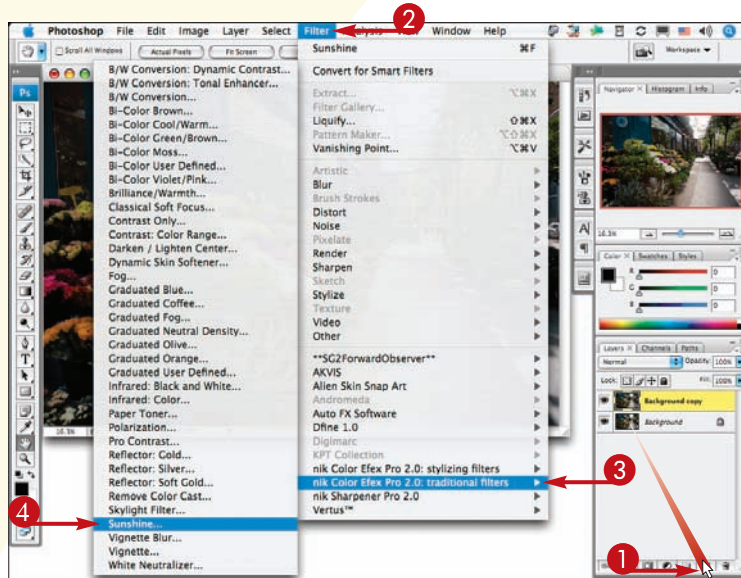 2
Photoshop File Edit Image Layer Select Filter Window Help
Scroll All Windows Actual Pixels Fit Screen Workspace
Sunshine ⌘F
Convert for Smart Filters
Extract... ⌥⌘X
Filter Gallery...
Liquify... ⇧⌘X
Pattern Maker... ⌥⇧⌘X
Vanishing Point... ⌥⌘V
Artistic
Blur
Brush Strokes
Distort
Noise
Pixelate
Render
Sharpen
Sketch
Stylize
Texture
Video
Other
**SG2ForwardObserver**
AKVIS
Alien Skin Snap Art
Andromeda
Auto FX Software
Dfine 1.0
Digimarc
KPT Collection
nik Color Efex Pro 2.0: stylizing filters
nik Color Efex Pro 2.0: traditional filters
nik Sharpener Pro 2.0
Vertus™
3
B/W Conversion: Dynamic Contrast...
B/W Conversion: Tonal Enhancer...
B/W Conversion...
Bi-Color Brown...
Bi-Color Cool/Warm...
Bi-Color Green/Brown...
Bi-Color Moss...
Bi-Color User Defined...
Bi-Color Violet/Pink...
Brilliance/Warmth...
Classical Soft Focus...
Contrast Only...
Contrast: Color Range...
Darken / Lighten Center...
Dynamic Skin Softener...
Fog...
Graduated Blue...
Graduated Coffee...
Graduated Fog...
Graduated Neutral Density...
Graduated Olive...
Graduated Orange...
Graduated User Defined...
Infrared: Black and White...
Infrared: Color...
Paper Toner...
Polarization...
Pro Contrast...
Reflector: Gold...
Reflector: Silver...
Reflector: Soft Gold...
Remove Color Cast...
Skylight Filter...
Sunshine...
Vignette Blur...
Vignette...
White Neutralizer...
4
Ps
T
16.3%
A
Navigator × Histogram Info
16.3%
Color × Swatches Styles
R 0
G 0
B 0
Layers × Channels Paths
Normal Opacity: 100%
Lock: Fill: 100%
Background copy
Background
1